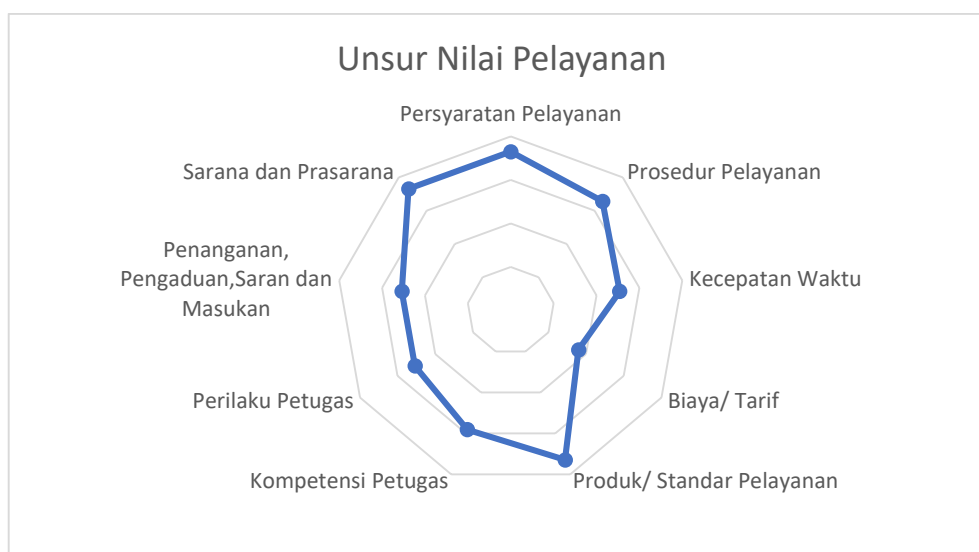 Unsur Nilai Pelayanan
Persyaratan Pelayanan
Prosedur Pelayanan
Kecepatan Waktu
Biaya/ Tarif
Produk/ Standar Pelayanan
Kompetensi Petugas
Perilaku Petugas
Penanganan,
Pengaduan,Saran dan
Masukan
Sarana dan Prasarana